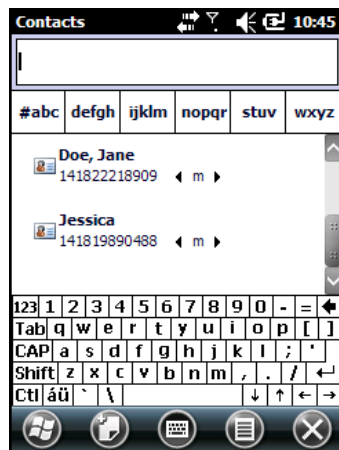 Contacts 10:45
#abc defgh ijklm nopqr stuv wxyz
Doe, Jane
141822218909 m
Jessica
141819890488 m
123 1 2 3 4 5 6 7 8 9 0 - =
Tab q w e r t y u i o p [ ]
CAP a s d f g h j k l ; '
Shift z x c v b n m , . /
Ctl áü ` \